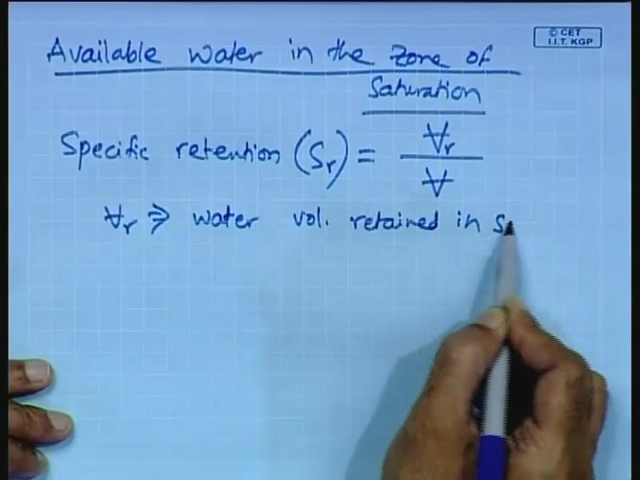 © CET
I.I.T. KGP
Available water in the zone of
Saturation
Specific retention (Sr) = ∀r / ∀
∀r ⇒ water vol. retained in s